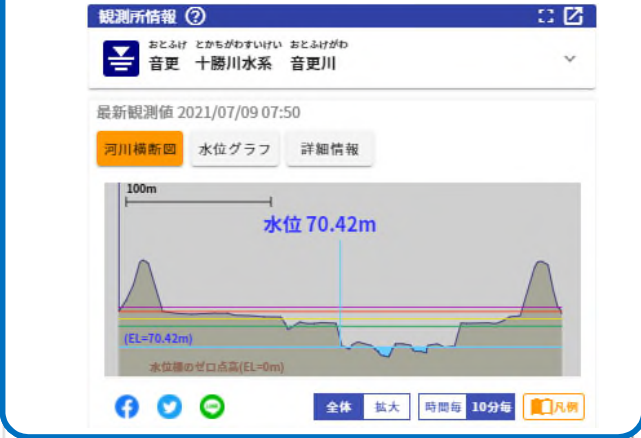 観測所情報 ?
おとふけ とかちがわすいけい おとふけがわ
音更 十勝川水系 音更川
最新観測値 2021/07/09 07:50
河川横断図 水位グラフ 詳細情報
100m
水位 70.42m
(EL=70.42m)
水位標のゼロ点高(EL=0m)
全体 拡大 時間毎 10分毎 凡例